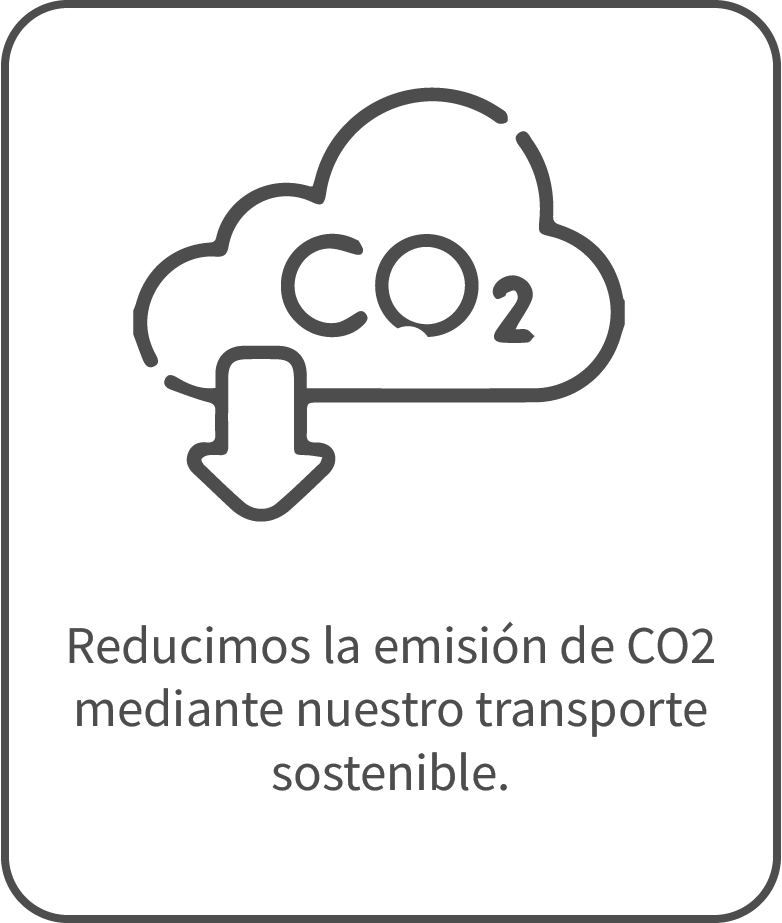 CO₂
Reducimos la emisión de CO2
mediante nuestro transporte
sostenible.